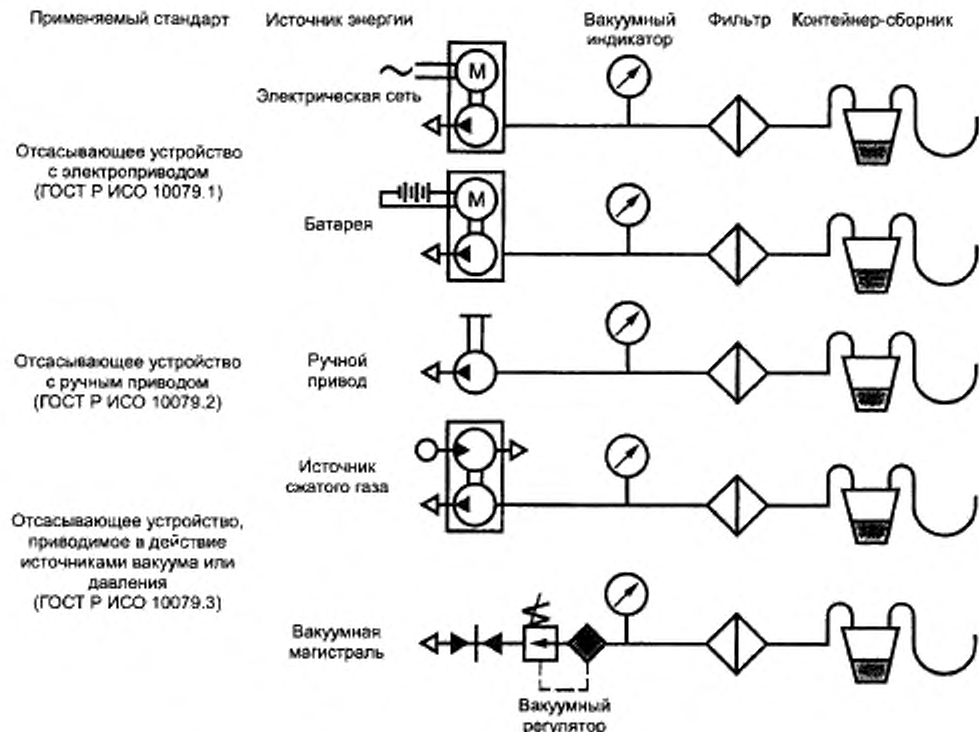 Применяемый стандарт
Источник энергии
Вакуумный
индикатор
Фильтр
Контейнер-сборник
Отсасывающее устройство
с электроприводом
(ГОСТ Р ИСО 10079.1)
Электрическая сеть
M
Батарея
M
Отсасывающее устройство
с ручным приводом
(ГОСТ Р ИСО 10079.2)
Ручной
привод
Отсасывающее устройство,
приводимое в действие
источниками вакуума или
давления
(ГОСТ Р ИСО 10079.3)
Источник
сжатого газа
Вакуумная
магистраль
Вакуумный
регулятор